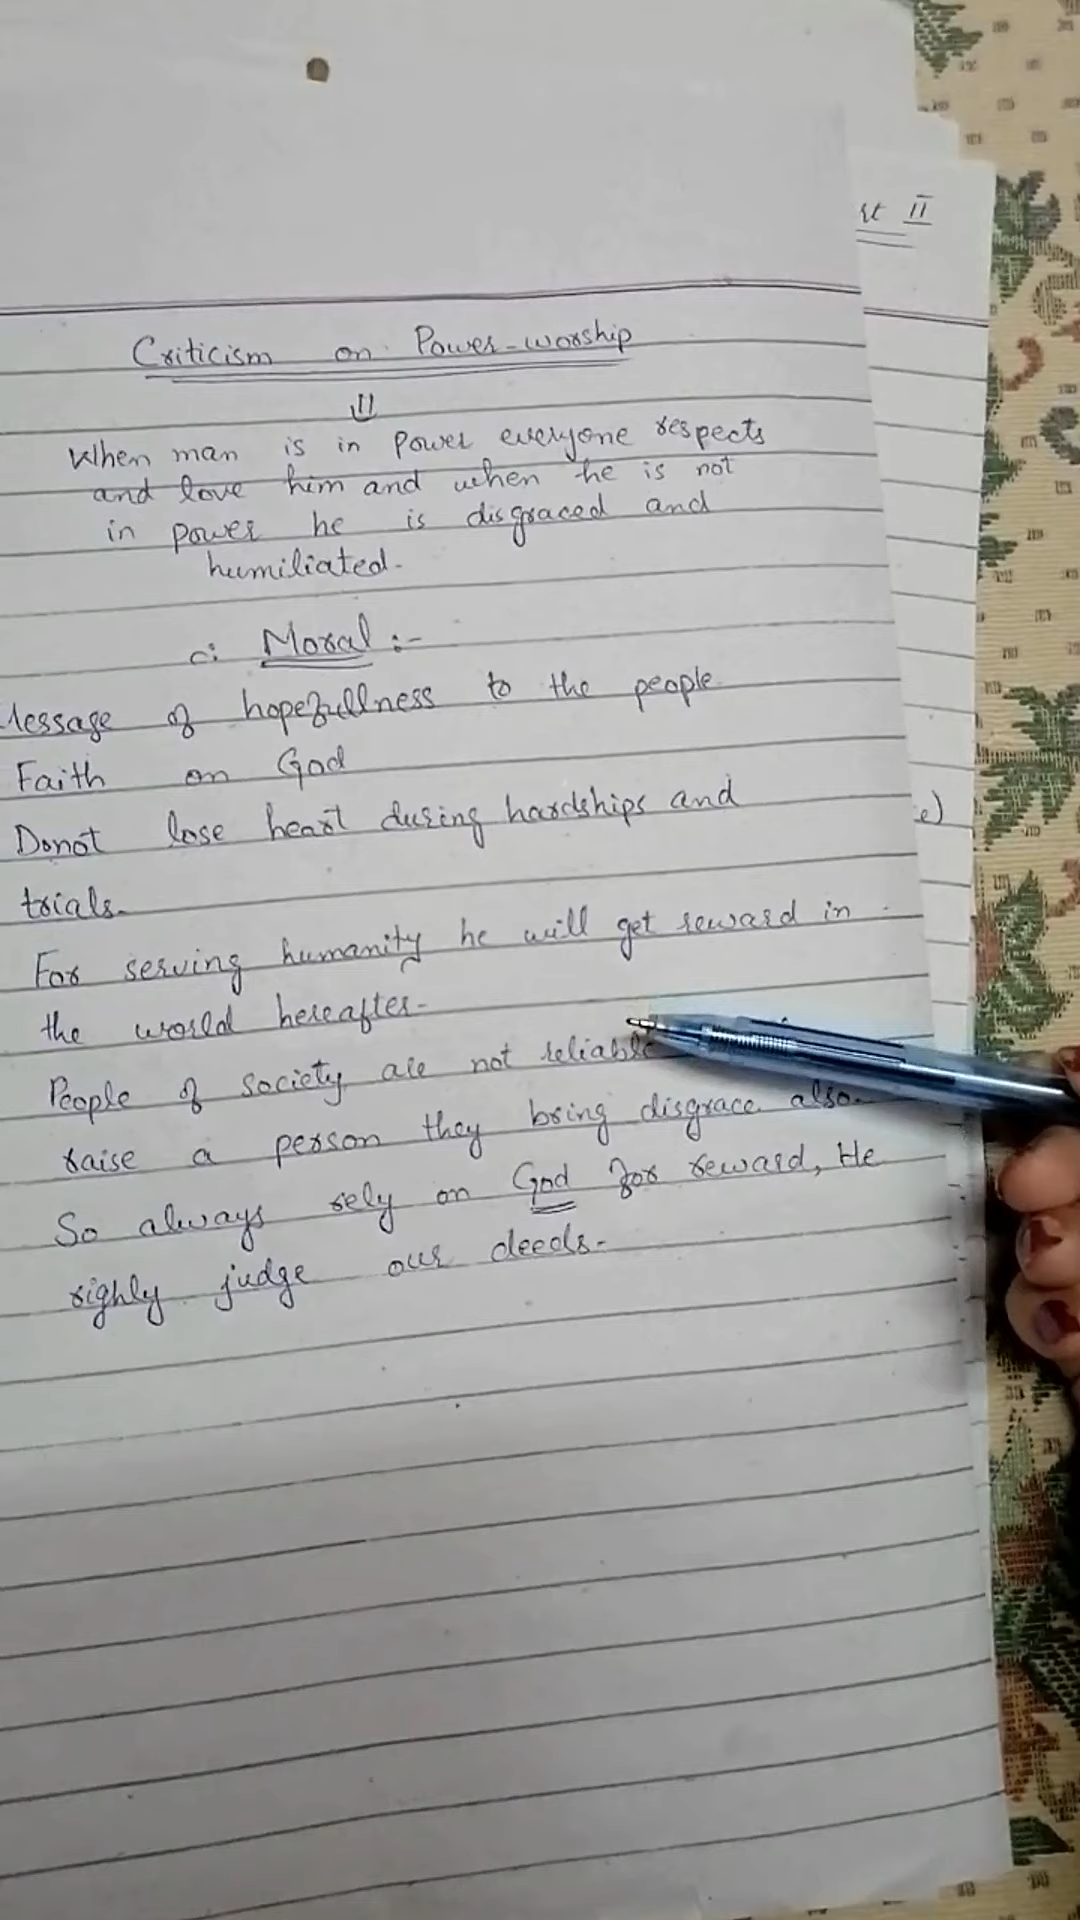 rt II
Criticism on Power-worship
When man is in power everyone respects
and love him and when he is not
in power he is disgraced and
humiliated.
Moral :-
Message of hopefullness to the people
Faith on God
Donot lose heart during hardships and
trials.
e)
For serving humanity he will get reward in
the world hereafter.
People of society are not reliable
raise a person they bring disgrace also.
So always rely on God for reward, He
righly judge our deeds.